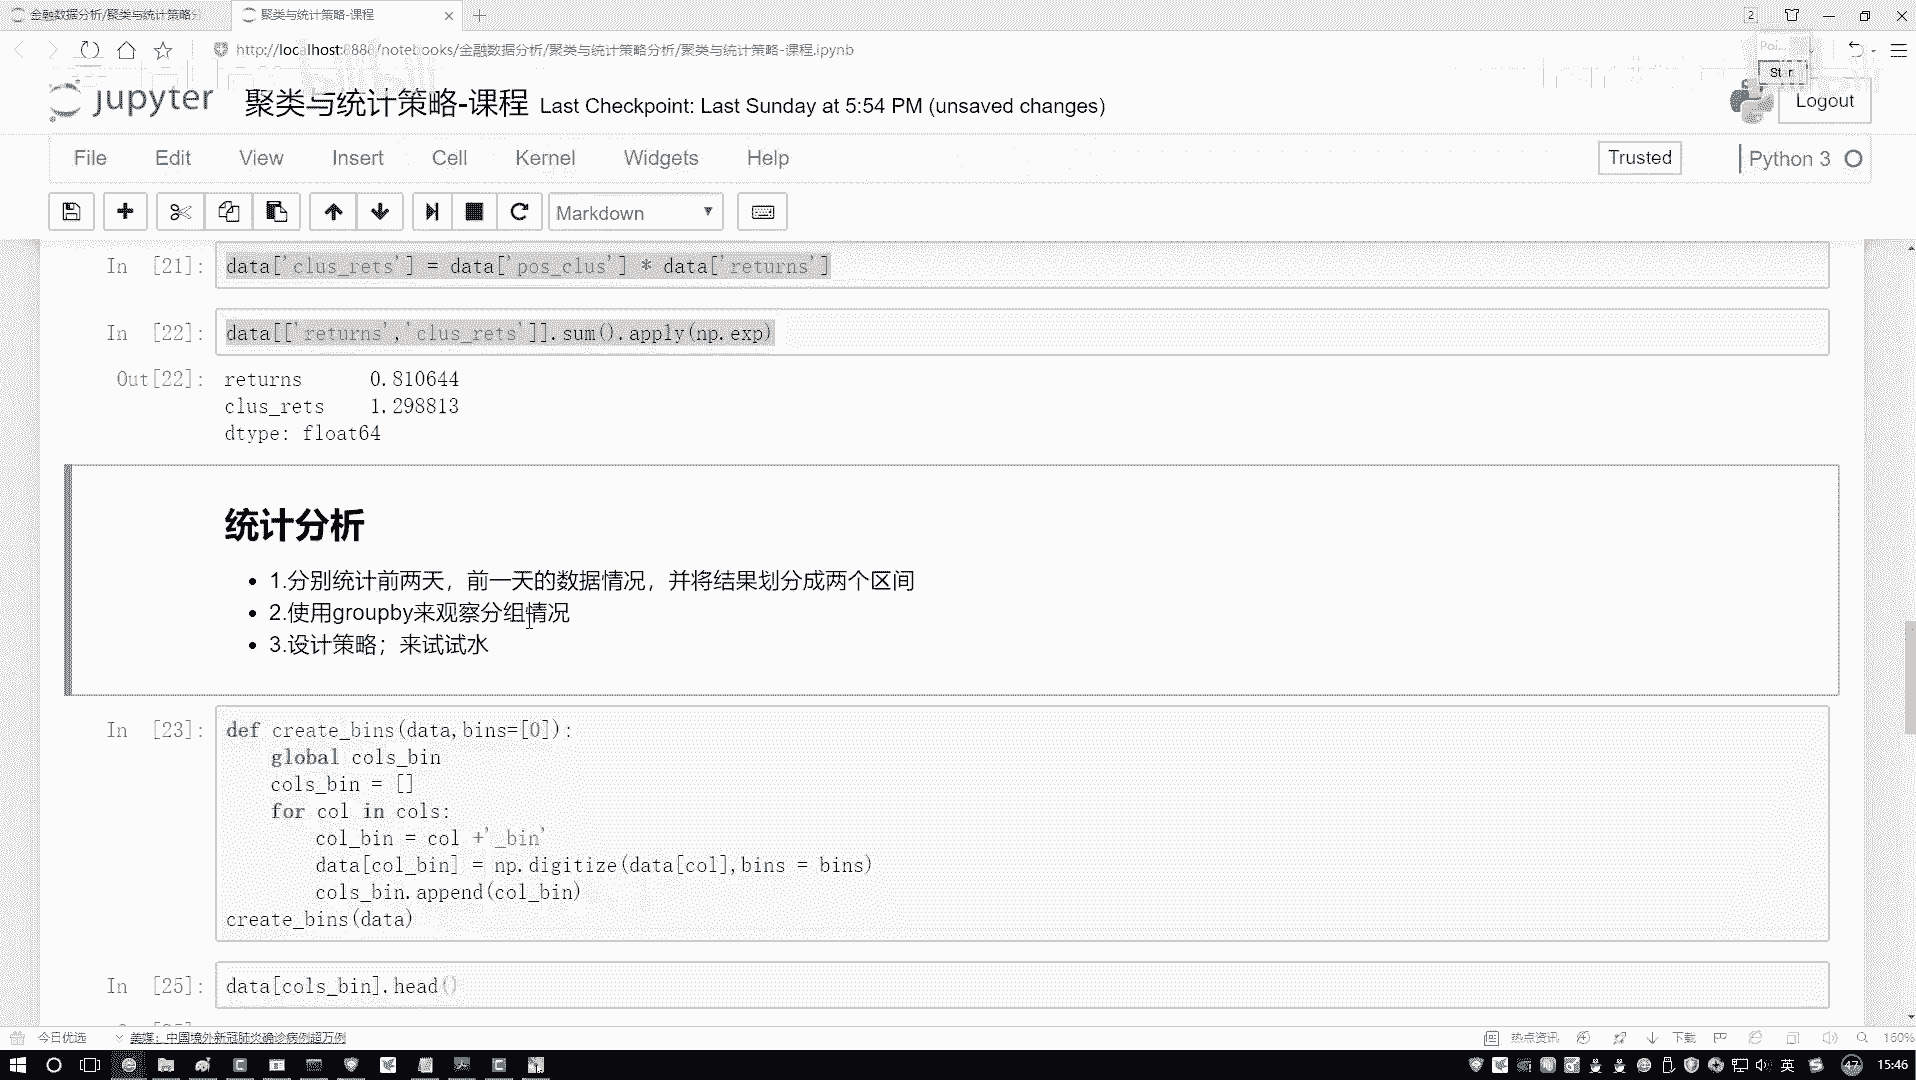 金融数据分析/聚类与统计策略分
聚类与统计策略-课程
2
http://localhost:8888/notebooks/金融数据分析/聚类与统计策略分析/聚类与统计策略-课程.ipynb
jupyter
聚类与统计策略-课程 Last Checkpoint: Last Sunday at 5:54 PM (unsaved changes)
Logout
File Edit View Insert Cell Kernel Widgets Help
Trusted
Python 3
Markdown
In [21]: data['clus_rets'] = data['pos_clus'] * data['returns']
In [22]: data[['returns','clus_rets']].sum().apply(np.exp)
Out[22]: returns 0.810644
clus_rets 1.298813
dtype: float64
统计分析
1.分别统计前两天，前一天的数据情况，并将结果划分成两个区间
2.使用groupby来观察分组情况
3.设计策略；来试试水
In [23]: def create_bins(data,bins=[0]):
global cols_bin
cols_bin = []
for col in cols:
col_bin = col +'_bin'
data[col_bin] = np.digitize(data[col],bins = bins)
cols_bin.append(col_bin)
create_bins(data)
In [25]: data[cols_bin].head()
今日优选
美媒：中国境外新冠肺炎确诊病例超万例
热点资讯
下载
160%
英
47
15:46